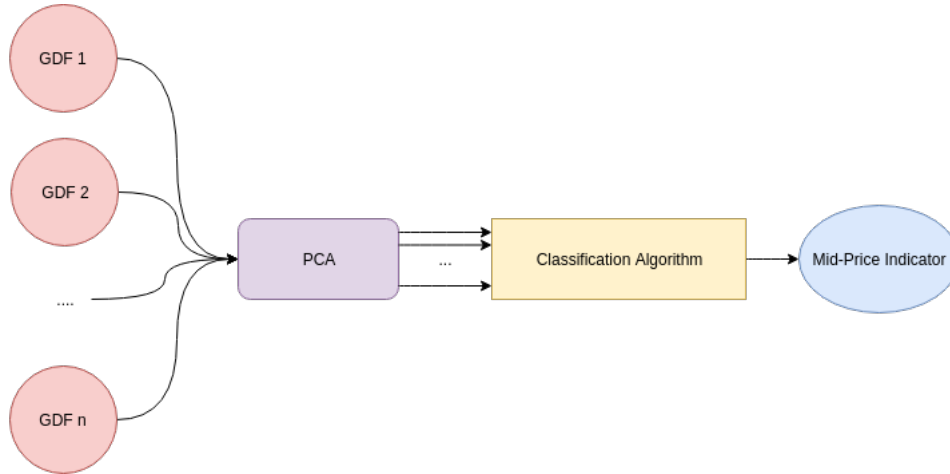 GDF 1
GDF 2
....
GDF n
PCA
...
Classification Algorithm
Mid-Price Indicator